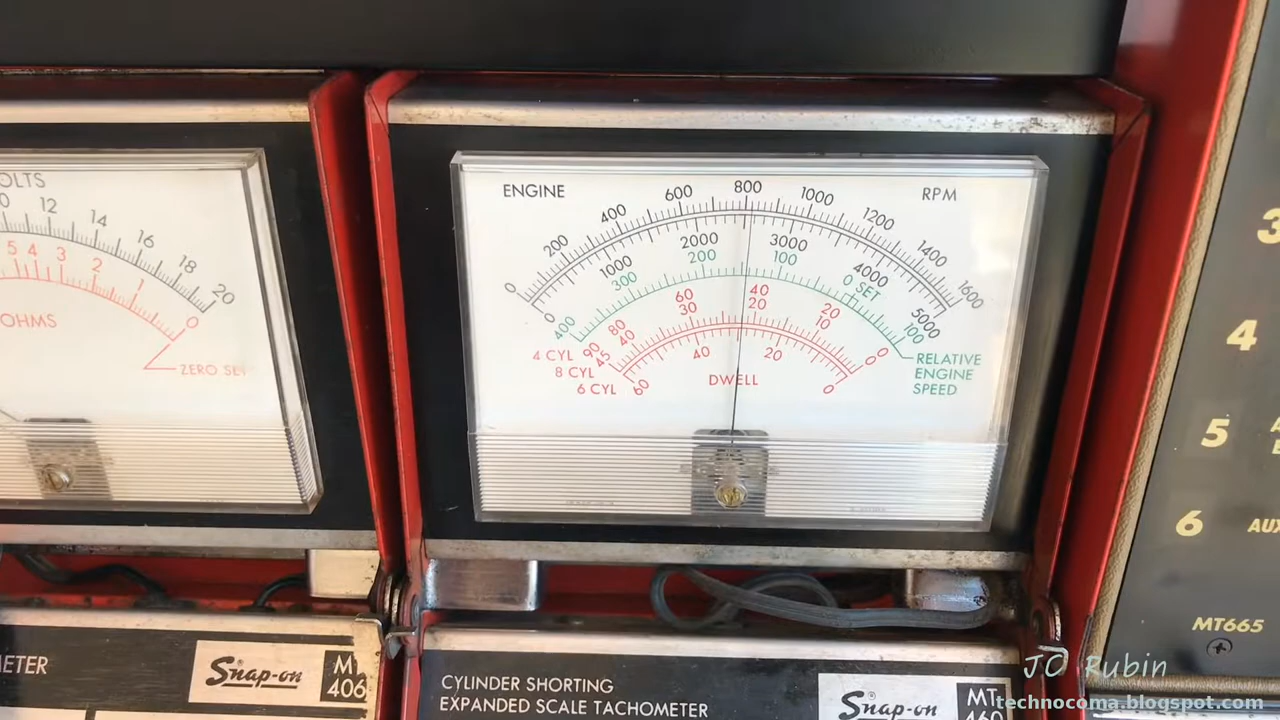 OLTS
0 12 14 16 18 20
5 4 3 2 1 0
OHMS
ZERO SET
ENGINE
RPM
0 200 400 600 800 1000 1200 1400 1600
0 1000 2000 3000 4000 5000
400 300 200 100 0 SET 100
90 80 60 40 20 0
45 40 30 20 10 0
60 40 20 0
4 CYL
8 CYL
6 CYL
DWELL
RELATIVE
ENGINE
SPEED
3
4
5
6
AU
MT665
ETER
Snap-on
MT
406
CYLINDER SHORTING
EXPANDED SCALE TACHOMETER
Snap-on
MT
460
JC Rubin
technocoma.blogspot.com